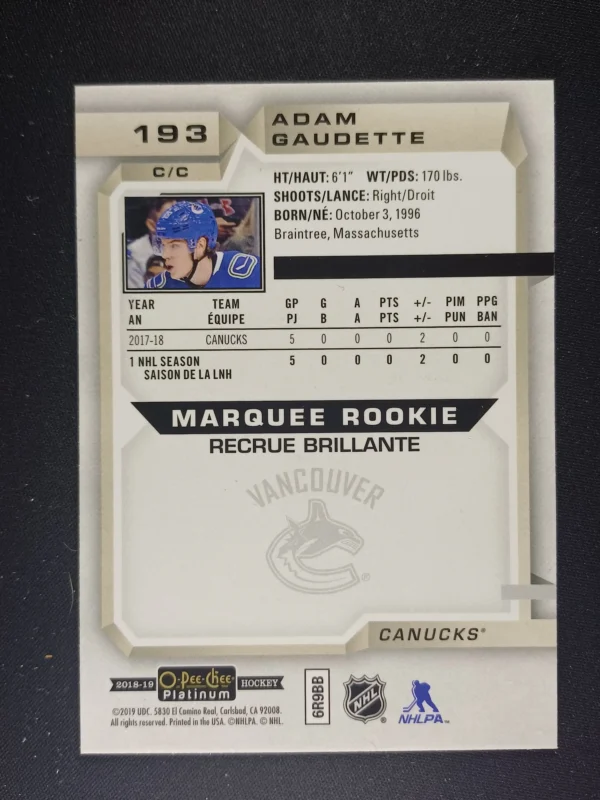 193
ADAM
GAUDETTE
C/C
HT/HAUT: 6'1" WT/PDS: 170 lbs.
SHOOTS/LANCE: Right/Droit
BORN/NÉ: October 3, 1996
Braintree, Massachusetts
YEAR TEAM GP G A PTS +/- PIM PPG
AN ÉQUIPE PJ B A PTS +/- PUN BAN
2017-18 CANUCKS 5 0 0 0 2 0 0
1 NHL SEASON 5 0 0 0 2 0 0
SAISON DE LA LNH
MARQUEE ROOKIE
RECRUE BRILLANTE
VANCOUVER
®
CANUCKS®
2018-19 O-Pee-Chee® HOCKEY
Platinum
©2019 UDC. 5830 El Camino Real, Carlsbad, CA 92008.
All rights reserved. Printed in the USA. ©NHLPA. © NHL.
6R9BB
NHL
NHLPA™